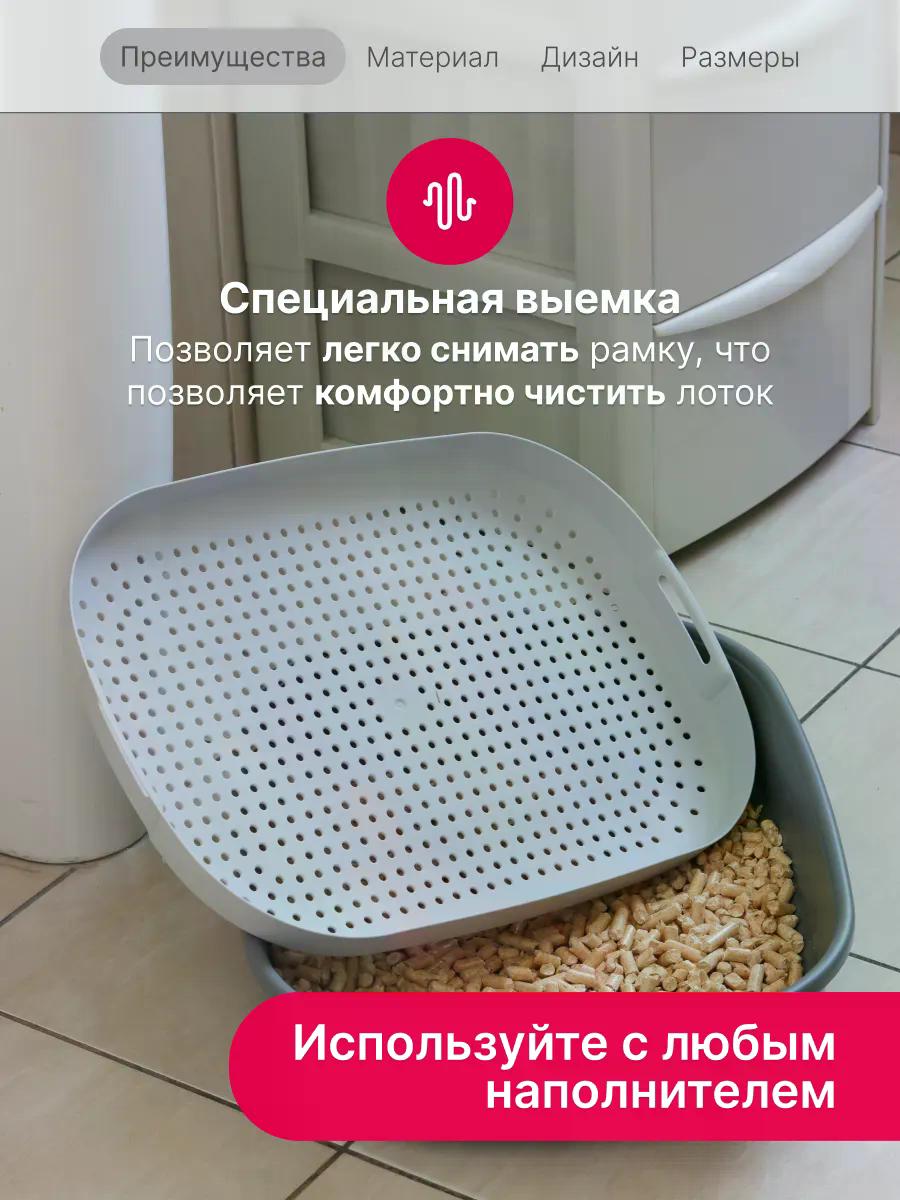 Преимущества Материал Дизайн Размеры
Специальная выемка
Позволяет легко снимать рамку, что
позволяет комфортно чистить лоток
Используйте с любым
наполнителем